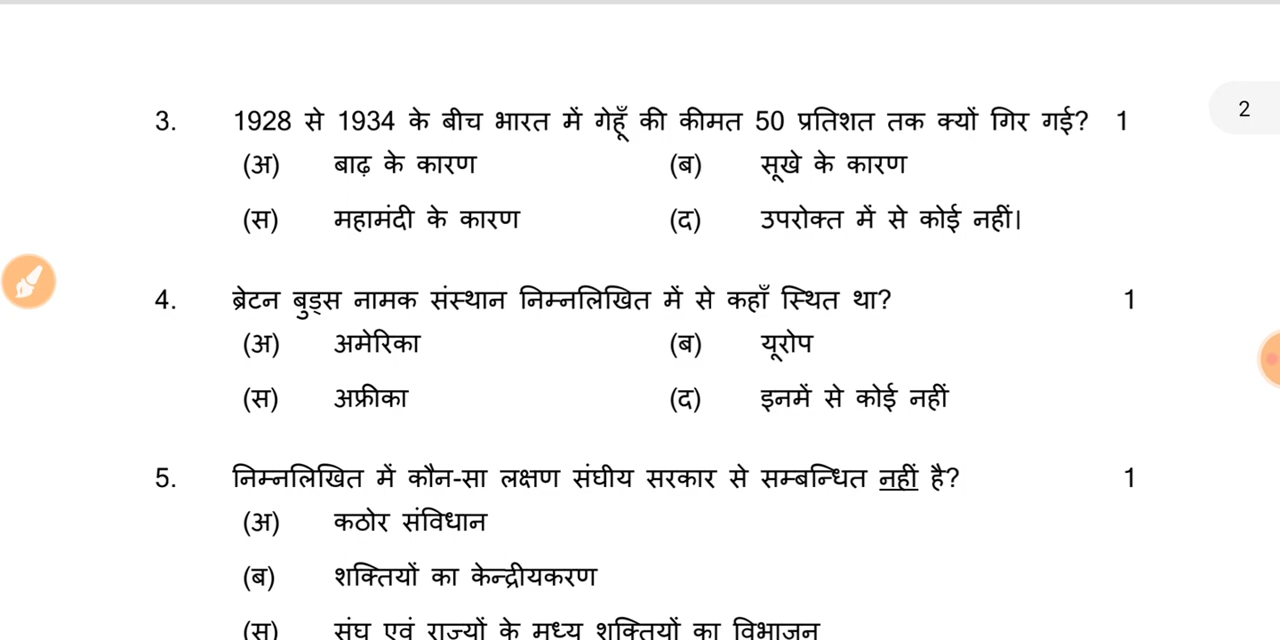 3. 1928 से 1934 के बीच भारत में गेहूँ की कीमत 50 प्रतिशत तक क्यों गिर गई? 1
2
(अ) बाढ़ के कारण (ब) सूखे के कारण
(स) महामंदी के कारण (द) उपरोक्त में से कोई नहीं।
4. ब्रेटन बुड्स नामक संस्थान निम्नलिखित में से कहाँ स्थित था? 1
(अ) अमेरिका (ब) यूरोप
(स) अफ्रीका (द) इनमें से कोई नहीं
5. निम्नलिखित में कौन-सा लक्षण संघीय सरकार से सम्बन्धित नहीं है? 1
(अ) कठोर संविधान
(ब) शक्तियों का केन्द्रीयकरण
(स) संघ एवं राज्यों के मध्य शक्तियों का विभाजन